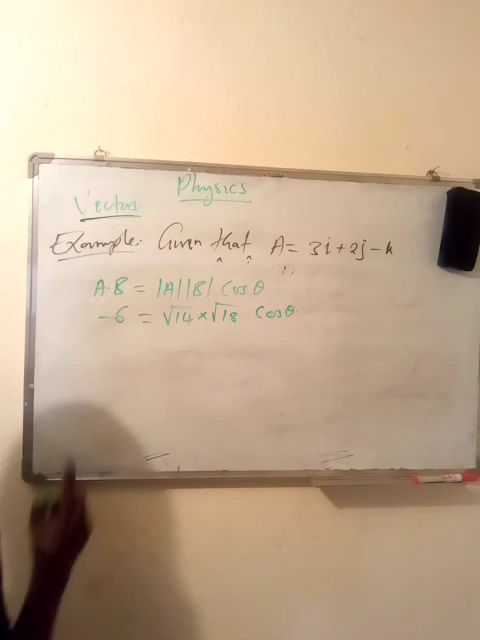 Physics
Vectors.
Example: Given that A = 3i + 2j - k
A.B = |A||B| Cos θ
-6 = √14 × √18 Cos θ